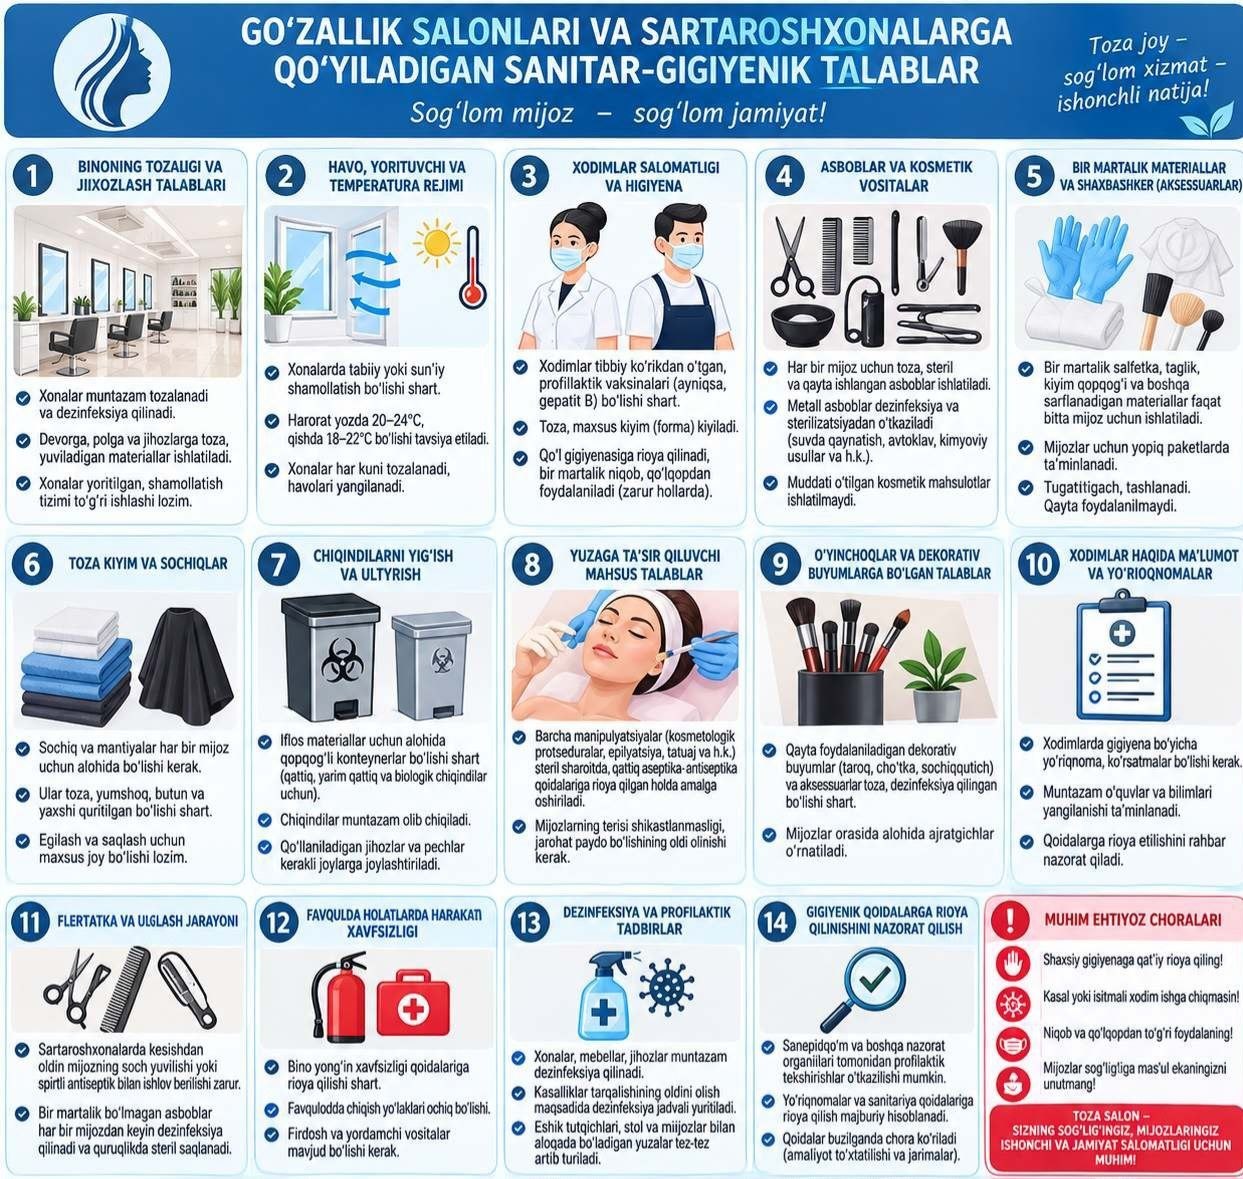 GO‘ZALLIK SALONLARI VA SARTAROSHXONALARGA
QO‘YILADIGAN SANITAR-GIGIYENIK TALABLAR
Sog‘lom mijoz – sog‘lom jamiyat!
Toza joy –
sog‘lom xizmat –
ishonchli natija!
1
BINONING TOZALIGI VA
JIIXOZLASH TALABLARI
Xonalar muntazam tozalanadi
va dezinfeksiya qilinadi.
Devorga, polga va jihozlarga toza,
yuviladigan materiallar ishlatiladi.
Xonalar yoritilgan, shamollatish
tizimi to‘g‘ri ishlashi lozim.
2
HAVO, YORITUVCHI VA
TEMPERATURA REJIMI
Xonalarda tabiiy yoki sun’iy
shamollatish bo‘lishi shart.
Harorat yozda 20–24°C,
qishda 18–22°C bo‘lishi tavsiya etiladi.
Xonalar har kuni tozalanadi,
havolari yangilanadi.
3
XODIMLAR SALOMATLIGI
VA HIGIYENA
Xodimlar tibbiy ko‘rikdan o‘tgan,
profillaktik vaksinalari (ayniqsa,
gepatit B) bo‘lishi shart.
Toza, maxsus kiyim (forma) kiyiladi.
Qo‘l gigiyenasiga rioya qilinadi,
bir martalik niqob, qo‘lqopdan
foydalaniladi (zarur hollarda).
4
ASBOBLAR VA KOSMETIK
VOSITALAR
Har bir mijoz uchun toza, steril
va qayta ishlangan asboblar ishlatiladi.
Metall asboblar dezinfeksiya va
sterilizatsiyadan o‘tkaziladi
(suvda qaynatish, avtoklav, kimyoviy
usullar va h.k.).
Muddati o‘tilgan kosmetik mahsulotlar
ishlatilmaydi.
5
BIR MARTALIK MATERIALLAR
VA SHAXBASHKER (AKSESSUARLAR)
Bir martalik salfetka, taglik,
kiyim qopqog‘i va boshqa
sarflanadigan materiallar faqat
bitta mijoz uchun ishlatiladi.
Mijozlar uchun yopiq paketlarda
ta’minlanadi.
Tugatitigach, tashlanadi.
Qayta foydalanilmaydi.
6
TOZA KIYIM VA SOCHIQLAR
Sochiq va mantiyalar har bir mijoz
uchun alohida bo‘lishi kerak.
Ular toza, yumshoq, butun va
yaxshi quritilgan bo‘lishi shart.
Egilash va saqlash uchun
maxsus joy bo‘lishi lozim.
7
CHIQINDILARNI YIG‘ISH
VA ULTYRISH
Iflos materiallar uchun alohida
qopqog‘li konteynerlar bo‘lishi shart
(qattiq, yarim qattiq va biologik chiqindilar
uchun).
Chiqindilar muntazam olib chiqiladi.
Qo‘llaniladigan jihozlar va pechlar
kerakli joylarga joylashtiriladi.
8
YUZAGA TA’SIR QILUVCHI
MAHSUS TALABLAR
Barcha manipulyatsiyalar (kosmetologik
protseduralar, epilyatsiya, tatuaj va h.k.)
steril sharoitda, qattiq aseptika-antiseptika
qoidalariga rioya qilgan holda amalga
oshiriladi.
Mijozlarning terisi shikastlanmasligi,
jarohat paydo bo‘lishining oldi olinishi
kerak.
9
O‘YINCHOQLAR VA DEKORATIV
BUYUMLARGA BO‘LGAN TALABLAR
Qayta foydalaniladigan dekorativ
buyumlar (taroq, cho‘tka, sochiqqutich)
va aksessuarlar toza, dezinfeksiya qilingan
bo‘lishi shart.
Mijozlar orasida alohida ajratgichlar
o‘rnatiladi.
10
XODIMLAR HAQIDA MA’LUMOT
VA YO‘RIOQNOMALAR
Xodimlarda gigiyena bo‘yicha
yo‘riqnoma, ko‘rsatmalar bo‘lishi kerak.
Muntazam o‘quvlar va bilimlari
yangilanishi ta’minlanadi.
Qoidalarga rioya etilishini rahbar
nazorat qiladi.
11
FLERTATKA VA UILGLASH JARAYONI
Sartaroshxonalarda kesishdan
oldin mijozning soch yuvilishi yoki
spirtli antiseptik bilan ishlov berilishi zarur.
Bir martalik bo‘lmagan asboblar
har bir mijozdan keyin dezinfeksiya
qilinadi va quruqlikda steril saqlanadi.
12
FAVQULDA HOLATLARDA HARAKATI
XAVFSIZLIGI
Bino yong‘in xavfsizligi qoidalariga
rioya qilishi shart.
Favqulodda chiqish yo‘laklari ochiq bo‘lishi.
Firdosh va yordamchi vositalar
mavjud bo‘lishi kerak.
13
DEZINFEKSIYA VA PROFILAKTIK
TADBIRLAR
Xonalar, mebellar, jihozlar muntazam
dezinfeksiya qilinadi.
Kasalliklar tarqalishining oldini olish
maqsadida dezinfeksiya jadvali yuritiladi.
Eshik tutqichlari, stol va miijozlar bilan
aloqada bo‘ladigan yuzalar tez-tez
artib turiladi.
14
GIGIYENIK QOIDALARGA RIOYA
QILINISHINI NAZORAT QILISH
Sanepidqo‘m va boshqa nazorat
organiilari tomonidan profilaktik
tekshirishlar o‘tkazilishi mumkin.
Yo‘riqnomalar va sanitariya qoidalariga
rioya qilish majburiy hisoblanadi.
Qoidalar buzilganda chora ko‘riladi
(amaliyot to‘xtatilishi va jarimalar).
!
MUHIM EHTIYOZ CHORALARI
Shaxsiy gigiyenaga qat’iy rioya qiling!
Kasal yoki isitmali xodim ishga chiqmasin!
Niqob va qo‘lqopdan to‘g‘ri foydalaning!
Mijozlar sog‘lig‘iga mas’ul ekaningizni
unutmang!
TOZA SALON –
SIZNING SOG‘LIG‘INGIZ, MIJOZLARINGIZ
ISHONCHI VA JAMIYAT SALOMATLIGI UCHUN
MUHIM!